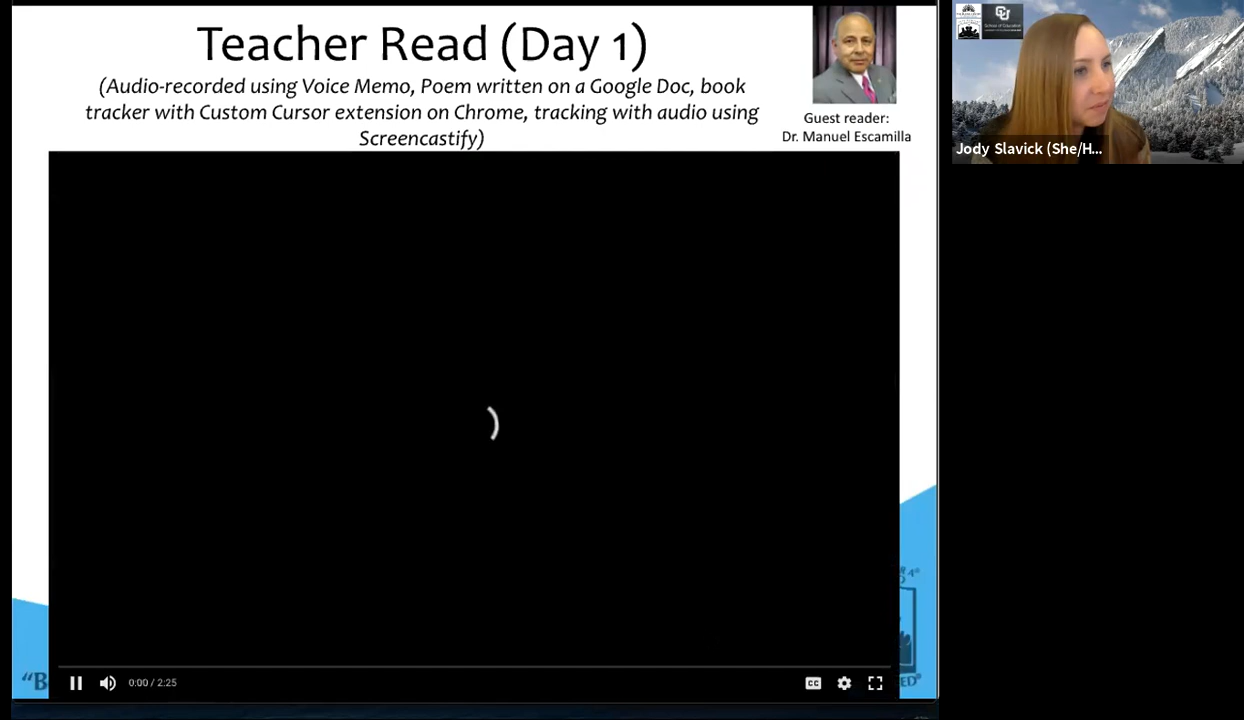 Teacher Read (Day 1)
(Audio-recorded using Voice Memo, Poem written on a Google Doc, book
tracker with Custom Cursor extension on Chrome, tracking with audio using
Screencastify)
Guest reader:
Dr. Manuel Escamilla
CU
Jody Slavick (She/H...
0:00 / 2:25
CC